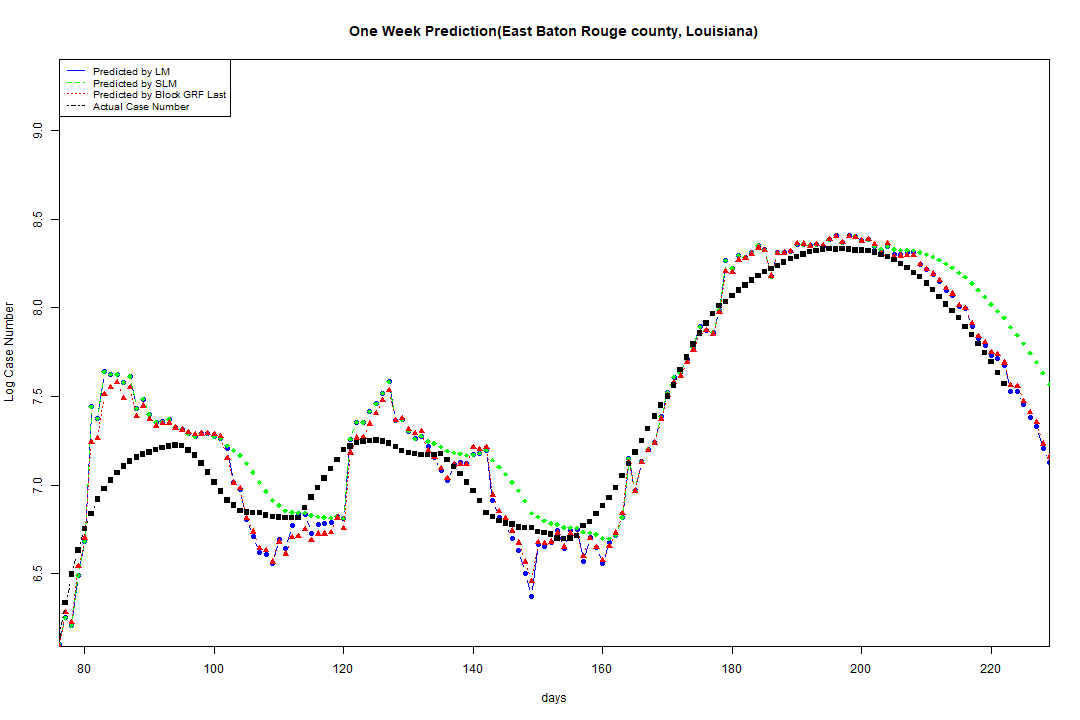 One Week Prediction(East Baton Rouge county, Louisiana)
Predicted by LM
Predicted by SLM
Predicted by Block GRF Last
Actual Case Number
9.0
8.5
8.0
7.5
7.0
6.5
Log Case Number
80 100 120 140 160 180 200 220
days